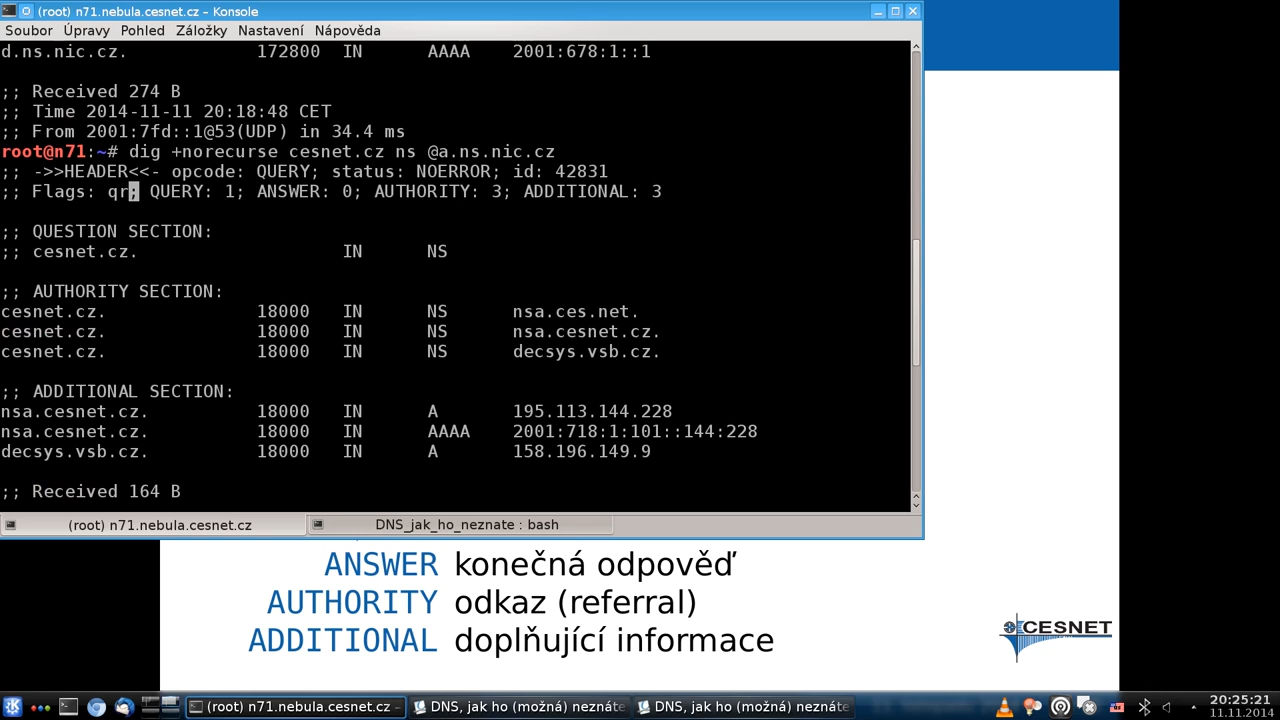 (root) n71.nebula.cesnet.cz – Konsole
Soubor Úpravy Pohled Záložky Nastavení Nápověda
d.ns.nic.cz. 172800 IN AAAA 2001:678:1::1
;; Received 274 B
;; Time 2014-11-11 20:18:48 CET
;; From 2001:7fd::1@53(UDP) in 34.4 ms
root@n71:~# dig +norecurse cesnet.cz ns @a.ns.nic.cz
;; ->>HEADER<<- opcode: QUERY; status: NOERROR; id: 42831
;; Flags: qr; QUERY: 1; ANSWER: 0; AUTHORITY: 3; ADDITIONAL: 3
;; QUESTION SECTION:
;; cesnet.cz. IN NS
;; AUTHORITY SECTION:
cesnet.cz. 18000 IN NS nsa.ces.net.
cesnet.cz. 18000 IN NS nsa.cesnet.cz.
cesnet.cz. 18000 IN NS decsys.vsb.cz.
;; ADDITIONAL SECTION:
nsa.cesnet.cz. 18000 IN A 195.113.144.228
nsa.cesnet.cz. 18000 IN AAAA 2001:718:1:101::144:228
decsys.vsb.cz. 18000 IN A 158.196.149.9
;; Received 164 B
(root) n71.nebula.cesnet.cz DNS_jak_ho_neznate : bash
ANSWER konečná odpověď
AUTHORITY odkaz (referral)
ADDITIONAL doplňující informace
CESNET
(root) n71.nebula.cesnet.cz – DNS, jak ho (možná) neznáte DNS, jak ho (možná) neznáte 20:25:21
11.11.2014